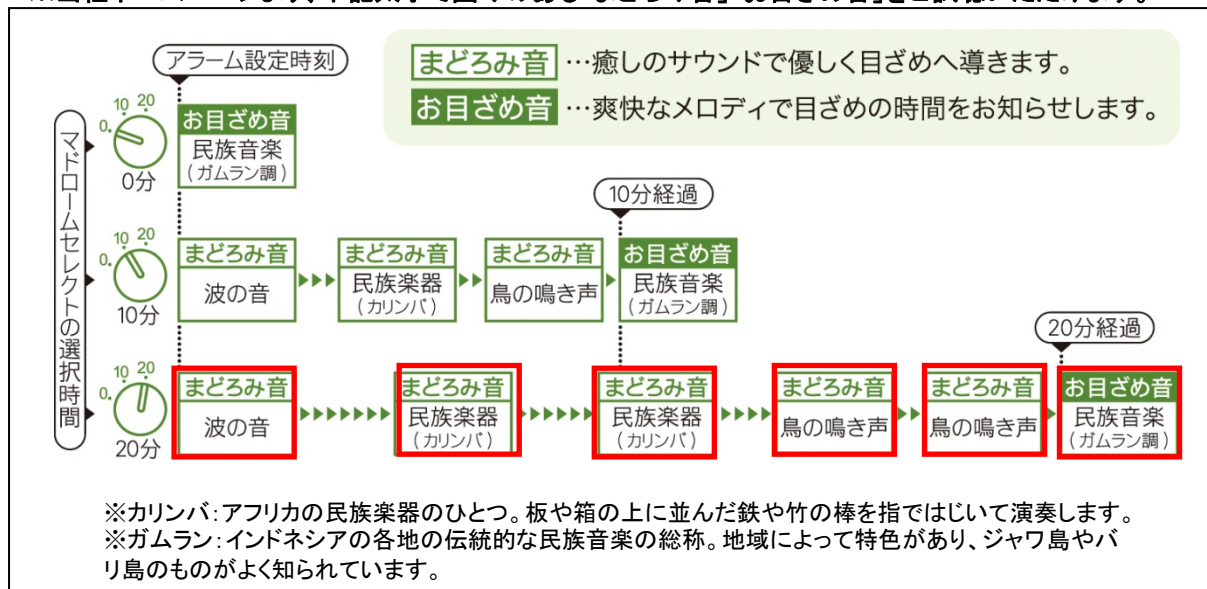 アラーム設定時刻
まどろみ音 …癒しのサウンドで優しく目ざめへ導きます。
お目ざめ音 …爽快なメロディで目ざめの時間をお知らせします。
マドロームセレクトの選択時間
0. 10 20
0分
お目ざめ音
民族音楽
(ガムラン調)
10分経過
0. 10 20
10分
まどろみ音 まどろみ音 まどろみ音 お目ざめ音
波の音 民族楽器 鳥の鳴き声 民族音楽
(カリンバ) (ガムラン調)
20分経過
0. 10 20
20分
まどろみ音 まどろみ音 まどろみ音 まどろみ音 まどろみ音 お目ざめ音
波の音 民族楽器 民族楽器 鳥の鳴き声 鳥の鳴き声 民族音楽
(カリンバ) (カリンバ) (ガムラン調)
※カリンバ:アフリカの民族楽器のひとつ。板や箱の上に並んだ鉄や竹の棒を指ではじいて演奏します。
※ガムラン:インドネシアの各地の伝統的な民族音楽の総称。地域によって特色があり、ジャワ島やバ
リ島のものがよく知られています。